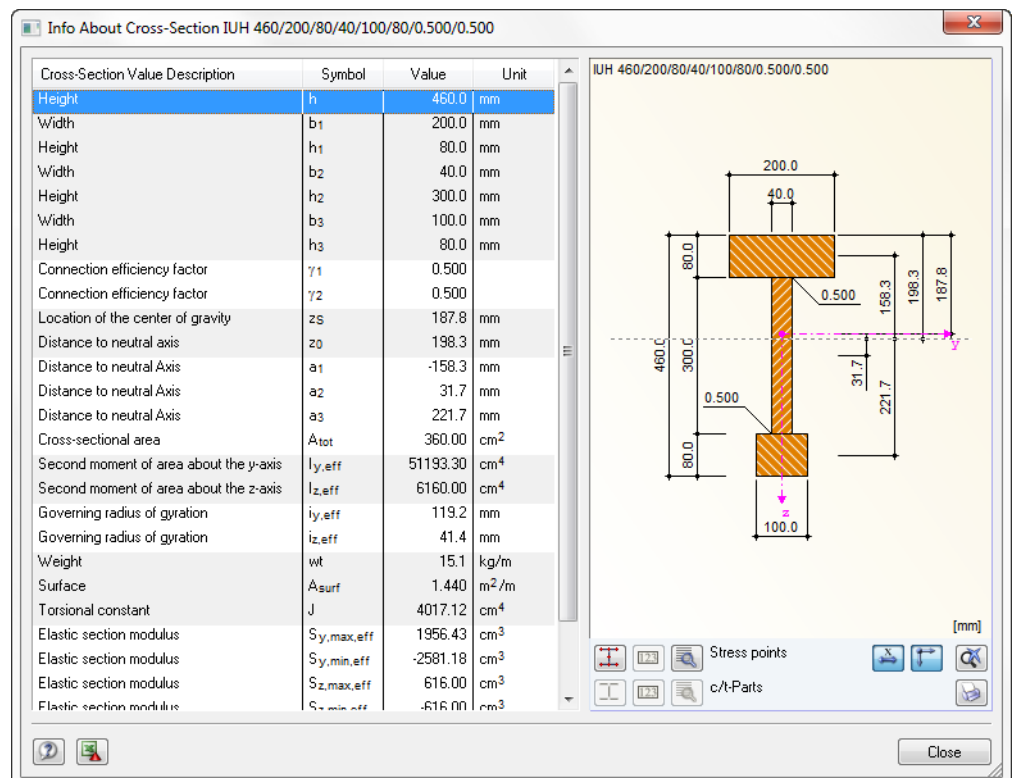 Info About Cross-Section IUH 460/200/80/40/100/80/0.500/0.500
Cross-Section Value Description Symbol Value Unit
Height h 460.0 mm
Width b1 200.0 mm
Height h1 80.0 mm
Width b2 40.0 mm
Height h2 300.0 mm
Width b3 100.0 mm
Height h3 80.0 mm
Connection efficiency factor γ1 0.500
Connection efficiency factor γ2 0.500
Location of the center of gravity zS 187.8 mm
Distance to neutral axis z0 198.3 mm
Distance to neutral Axis a1 -158.3 mm
Distance to neutral Axis a2 31.7 mm
Distance to neutral Axis a3 221.7 mm
Cross-sectional area Atot 360.00 cm2
Second moment of area about the y-axis Iy,eff 51193.30 cm4
Second moment of area about the z-axis Iz,eff 6160.00 cm4
Governing radius of gyration iy,eff 119.2 mm
Governing radius of gyration iz,eff 41.4 mm
Weight wt 15.1 kg/m
Surface Asurf 1.440 m2/m
Torsional constant J 4017.12 cm4
Elastic section modulus Sy,max,eff 1956.43 cm3
Elastic section modulus Sy,min,eff -2581.18 cm3
Elastic section modulus Sz,max,eff 616.00 cm3
Elastic section modulus Sz,min,eff -616.00 cm3
IUH 460/200/80/40/100/80/0.500/0.500
200.0
40.0
80.0
0.500
158.3
198.3
187.8
y
460.0
300.0
31.7
221.7
0.500
80.0
z
100.0
[mm]
123
Stress points
x
123
c/t-Parts
Close